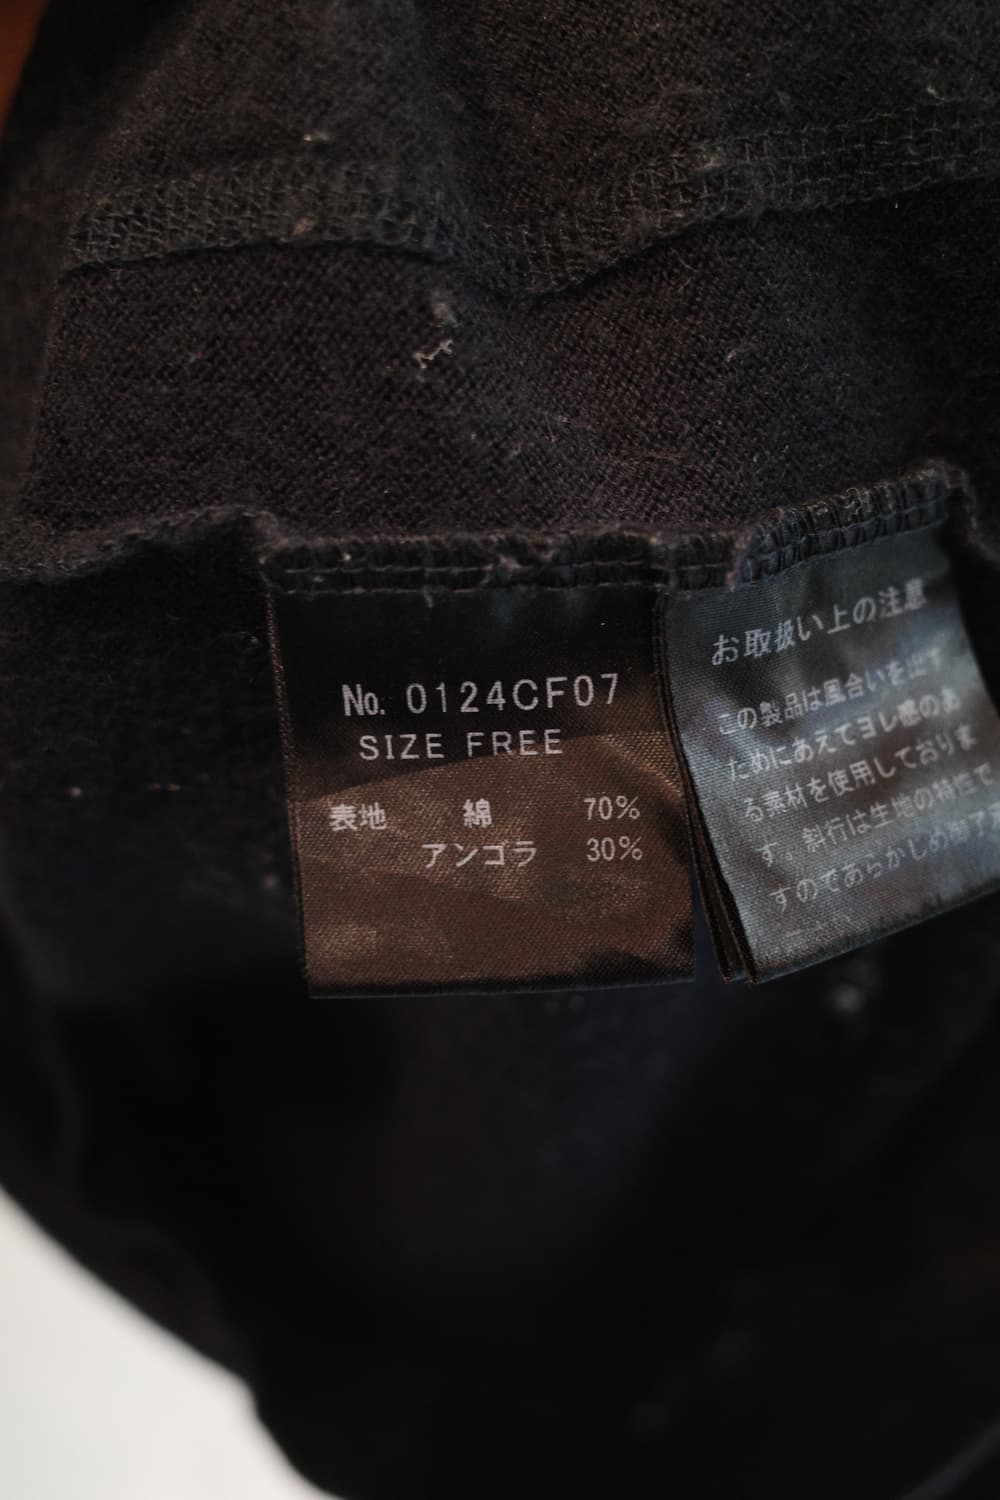 No. 0124CF07
SIZE FREE
表地 綿 70%
アンゴラ 30%
お取扱い上の注意
この製品は風合いを出す
ためにあえてヨレ感のあ
る素材を使用しておりま
す。斜行は生地の特性で
すのであらかしめ御了